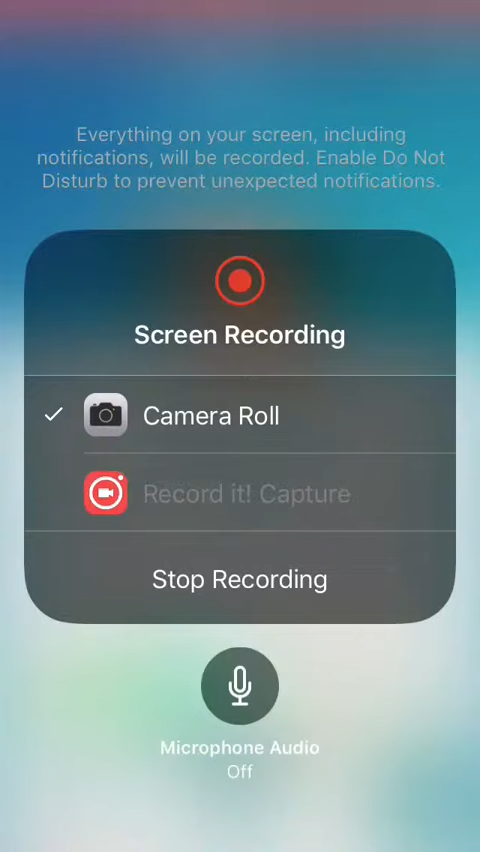 Everything on your screen, including
notifications, will be recorded. Enable Do Not
Disturb to prevent unexpected notifications.
Screen Recording
Camera Roll
Record it! Capture
Stop Recording
Microphone Audio
Off